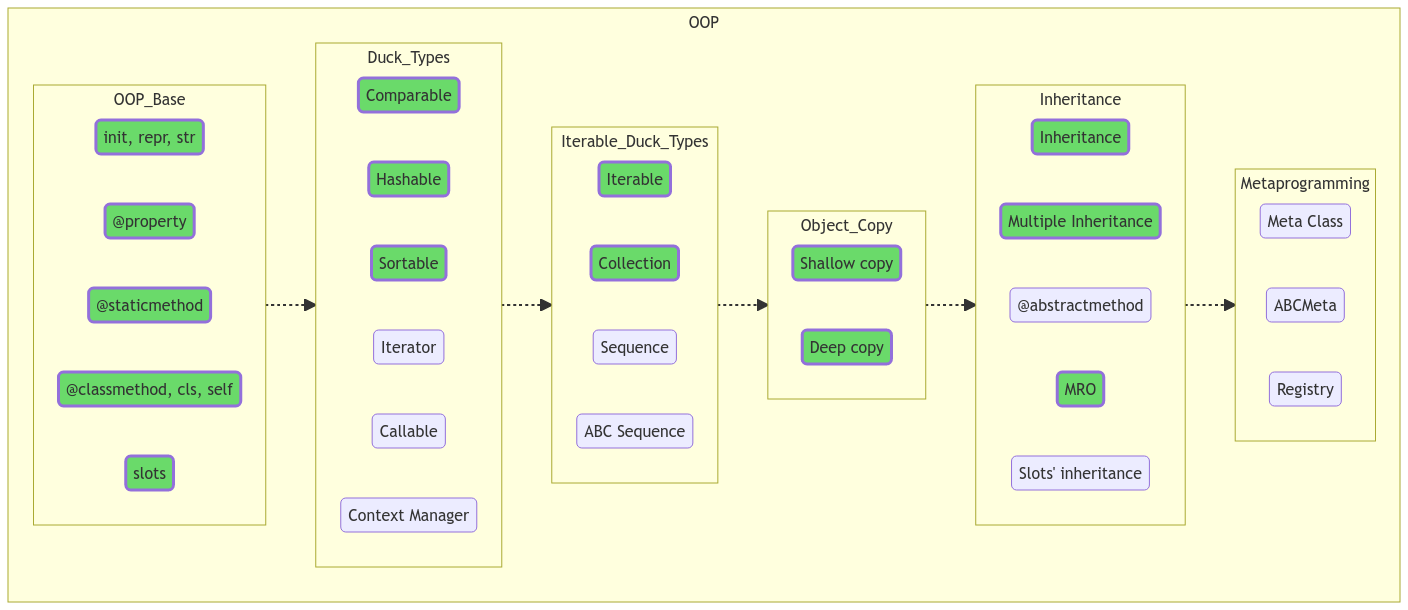 OOP
OOP_Base
init, repr, str
@property
@staticmethod
@classmethod, cls, self
slots
Duck_Types
Comparable
Hashable
Sortable
Iterator
Callable
Context Manager
Iterable_Duck_Types
Iterable
Collection
Sequence
ABC Sequence
Object_Copy
Shallow copy
Deep copy
Inheritance
Inheritance
Multiple Inheritance
@abstractmethod
MRO
Slots' inheritance
Metaprogramming
Meta Class
ABCMeta
Registry